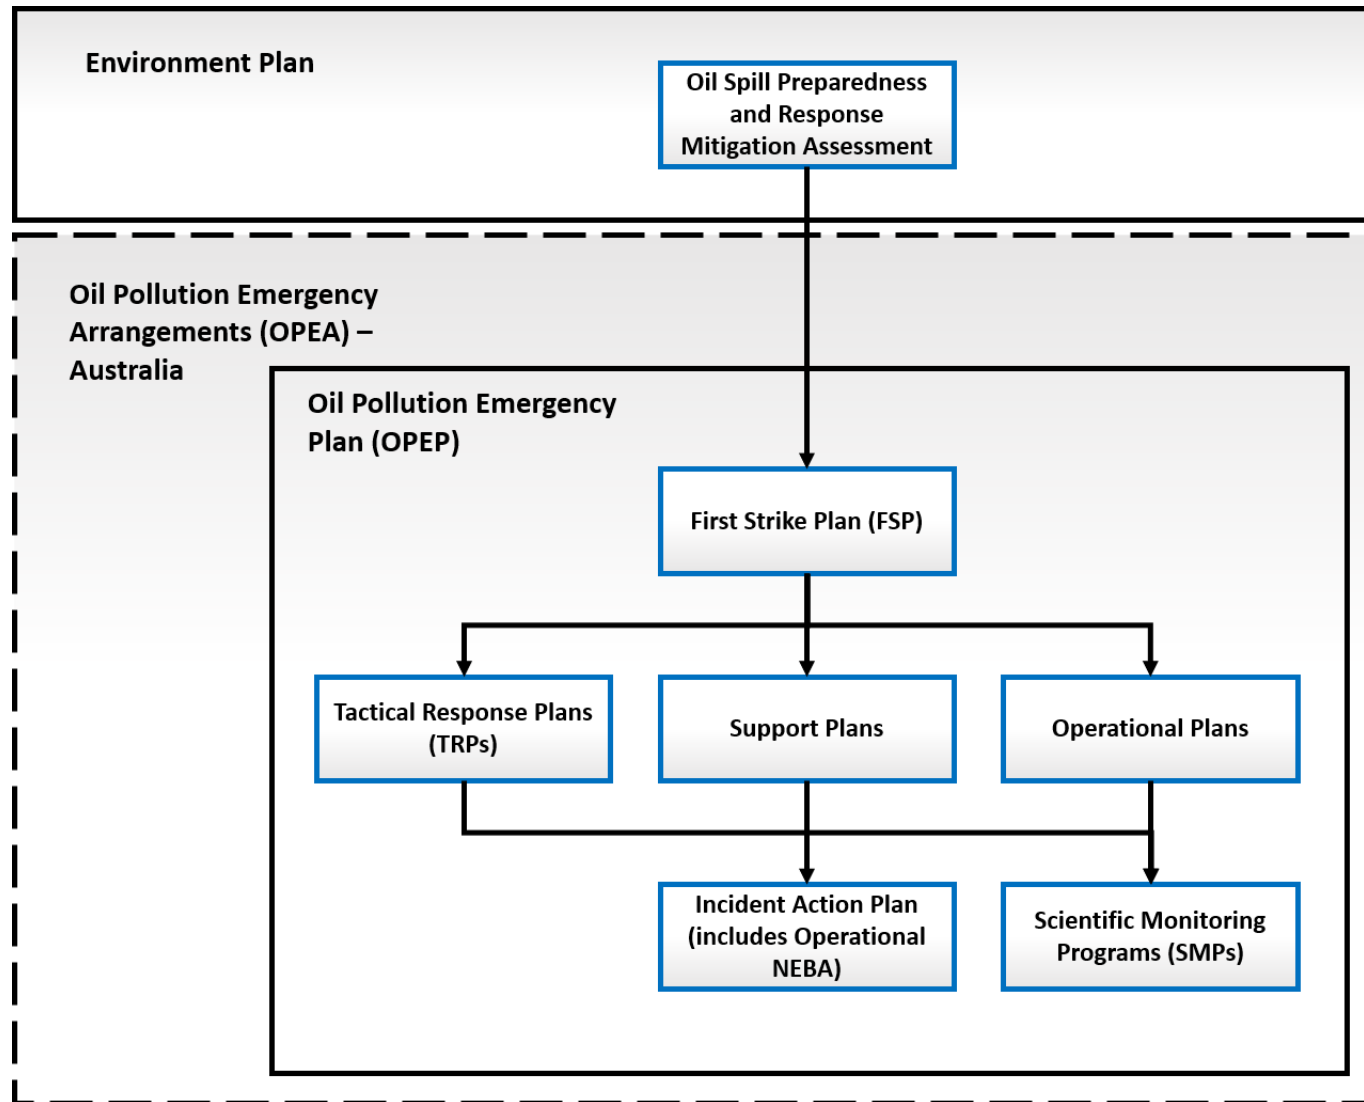 Environment Plan
Oil Spill Preparedness
and Response
Mitigation Assessment
Oil Pollution Emergency
Arrangements (OPEA) –
Australia
Oil Pollution Emergency
Plan (OPEP)
First Strike Plan (FSP)
Tactical Response Plans
(TRPs)
Support Plans
Operational Plans
Incident Action Plan
(includes Operational
NEBA)
Scientific Monitoring
Programs (SMPs)